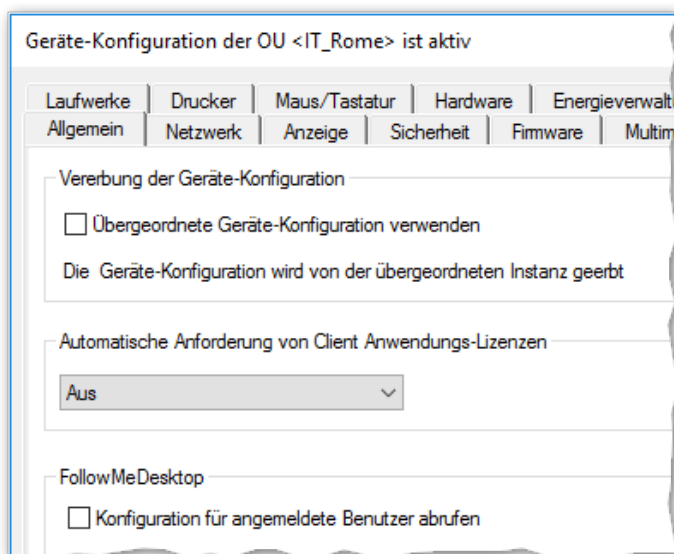 Geräte-Konfiguration der OU <IT_Rome> ist aktiv
Laufwerke Drucker Maus/Tastatur Hardware
Allgemein Netzwerk Anzeige Sicherheit Firmware
Vererbung der Geräte-Konfiguration
Übergeordnete Geräte-Konfiguration verwenden
Die Geräte-Konfiguration wird von der übergeordneten Instanz geerbt
Automatische Anforderung von Client Anwendungs-Lizenzen
Aus
FollowMeDesktop
Konfiguration für angemeldete Benutzer abrufen